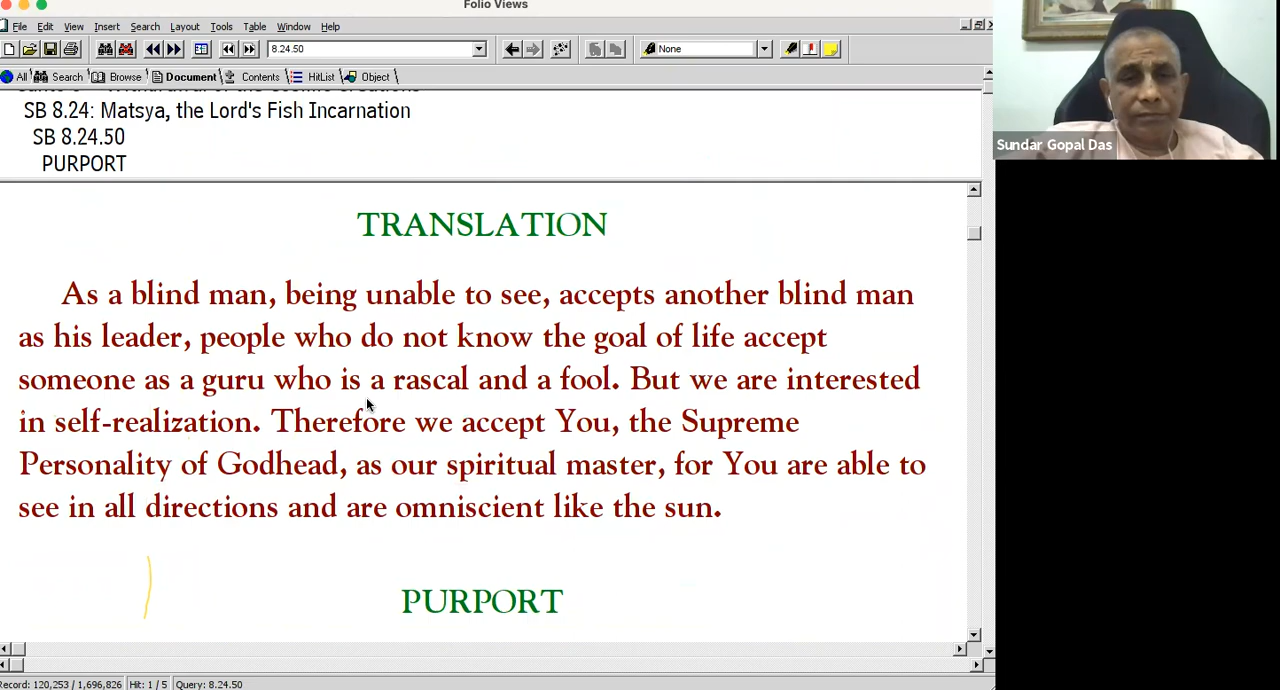 Folio Views
File Edit View Insert Search Layout Tools Table Window Help
8.24.50
None
All Search Browse Document Contents HitList Object
SB 8.24: Matsya, the Lord's Fish Incarnation
SB 8.24.50
PURPORT
TRANSLATION
As a blind man, being unable to see, accepts another blind man
as his leader, people who do not know the goal of life accept
someone as a guru who is a rascal and a fool. But we are interested
in self-realization. Therefore we accept You, the Supreme
Personality of Godhead, as our spiritual master, for You are able to
see in all directions and are omniscient like the sun.
PURPORT
Record: 120,253 / 1,696,826 Hit: 1 / 5 Query: 8.24.50
Sundar Gopal Das